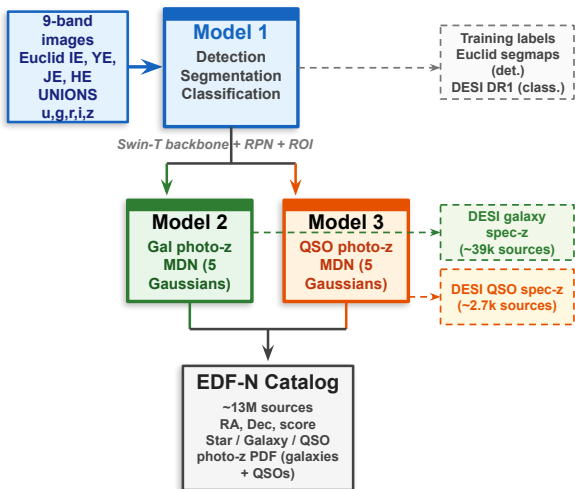 9-band
images
Euclid IE, YE,
JE, HE
UNIONS
u,g,r,i,z
Model 1
Detection
Segmentation
Classification
Training labels
Euclid segmaps
(det.)
DESI DR1 (class.)
Swin-T backbone + RPN + ROI
Model 2
Gal photo-z
MDN (5
Gaussians)
Model 3
QSO photo-z
MDN (5
Gaussians)
DESI galaxy
spec-z
(~39k sources)
DESI QSO spec-z
(~2.7k sources)
EDF-N Catalog
~13M sources
RA, Dec, score
Star / Galaxy / QSO
photo-z PDF (galaxies
+ QSOs)